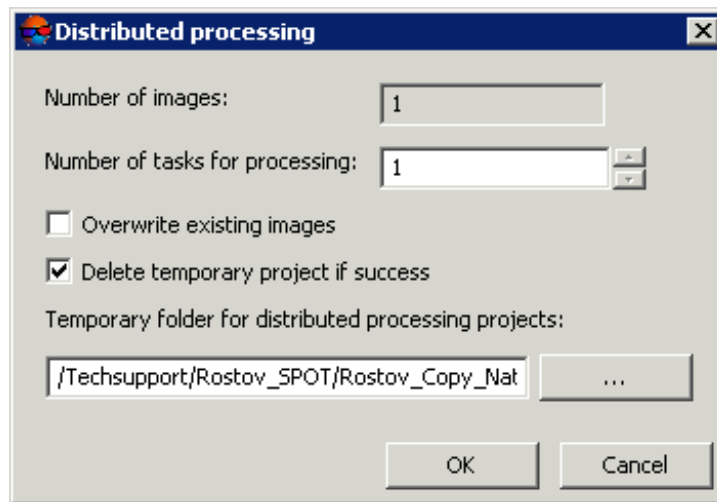 Distributed processing
Number of images:
1
Number of tasks for processing:
1
Overwrite existing images
Delete temporary project if success
Temporary folder for distributed processing projects:
/Techsupport/Rostov_SPOT/Rostov_Copy_Nat
...
OK
Cancel